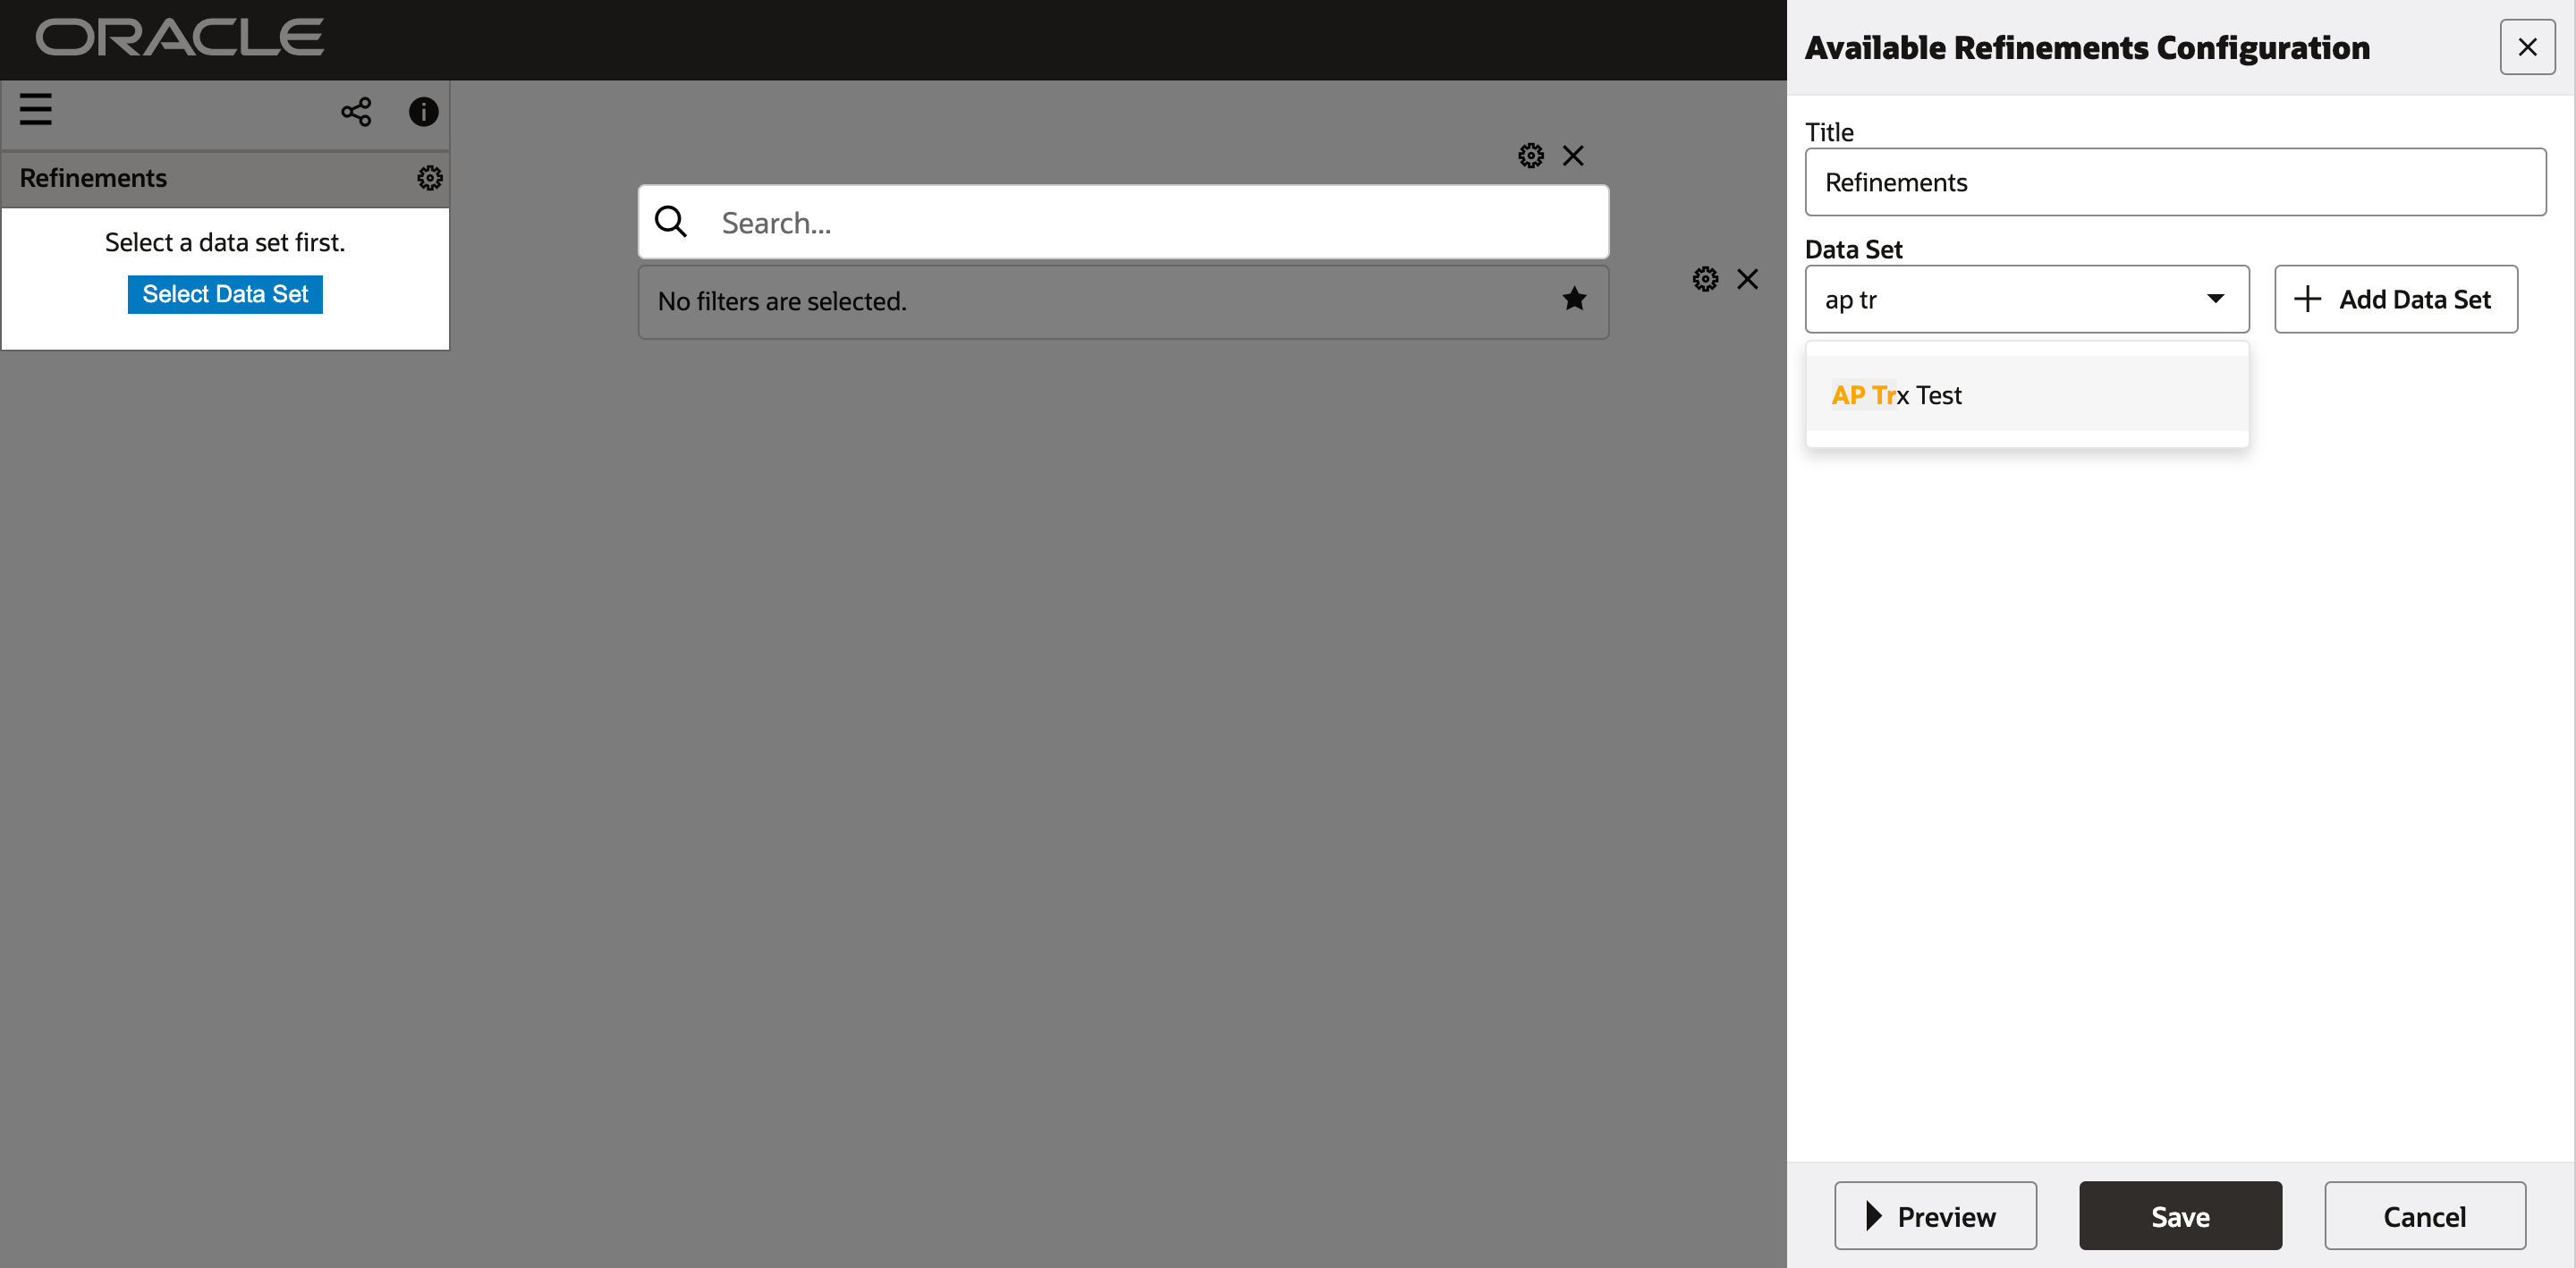 ORACLE
Refinements
Select a data set first.
Select Data Set
Search...
No filters are selected.
Available Refinements Configuration
Title
Refinements
Data Set
ap tr
Add Data Set
AP Trx Test
Preview
Save
Cancel